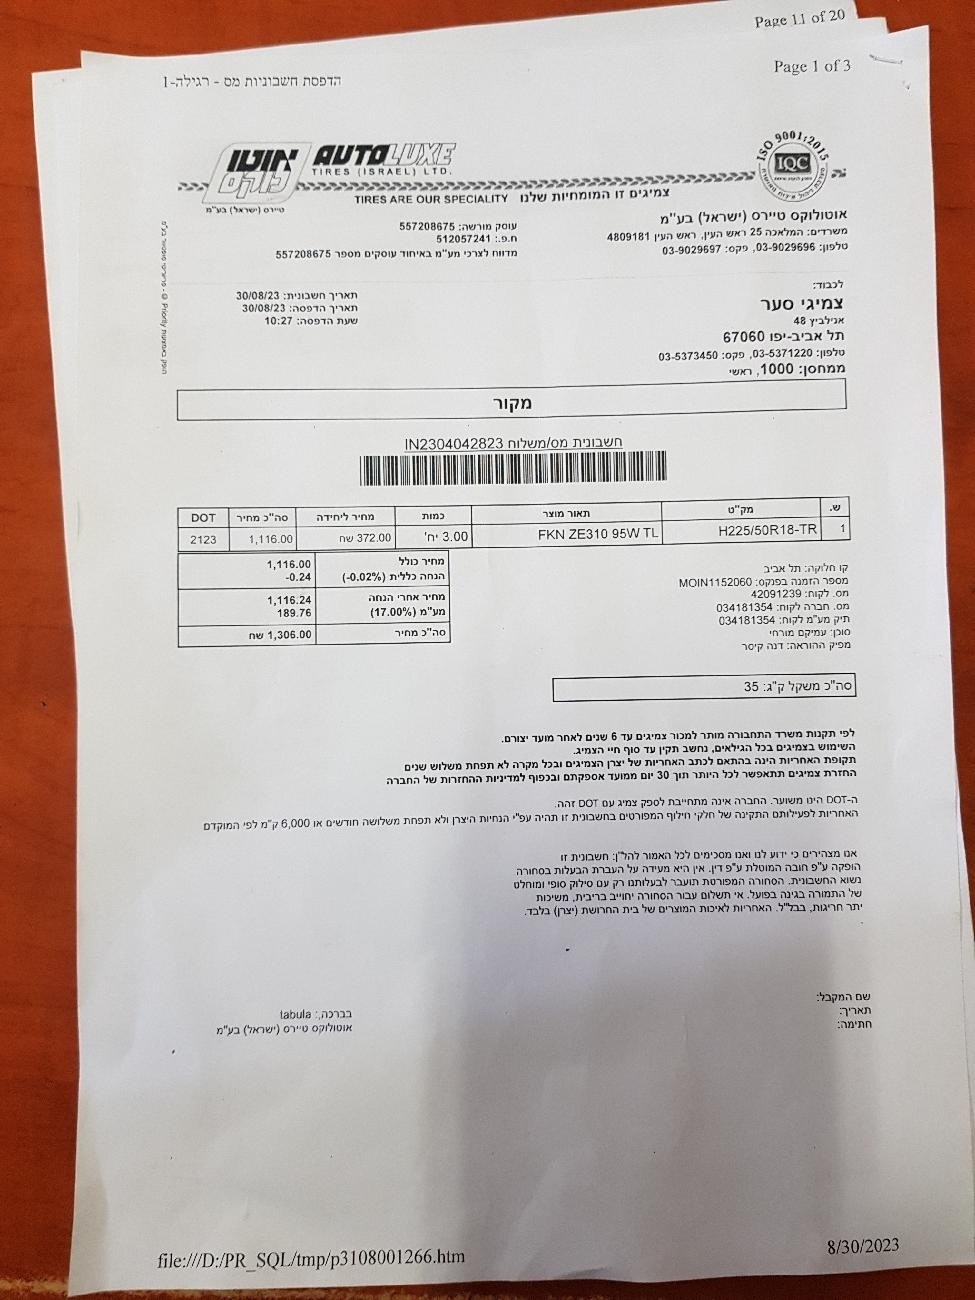 Page 11 of 20
Page 1 of 3
הדפסת חשבוניות מס - רגילה-1
אוטו לוקס
טיירס (ישראל) בע"מ
AUTOLUXE
TIRES (ISRAEL) LTD.
TIRES ARE OUR SPECIALITY צמיגים זו המומחיות שלנו
ISO 9001:2015
IQC
אוטולוקס טיירס (ישראל) בע"מ
משרדים: המלאכה 25 ראש העין, ראש העין 4809181
טלפון: 03-9029696, פקס: 03-9029697
עוסק מורשה: 557208675
ח.פ.: 512057241
מדווח לצרכי מע"מ באיחוד עוסקים מספר 557208675
לכבוד:
צמיגי סער
אנילביץ 48
תל אביב-יפו 67060
טלפון: 03-5371220, פקס: 03-5373450
ממחסן: 1000, ראשי
תאריך חשבונית: 30/08/23
תאריך הדפסה: 30/08/23
שעת הדפסה: 10:27
מקור
חשבונית מס/משלוח IN2304042823
ש. מק"ט תאור מוצר כמות מחיר ליחידה סה"כ מחיר DOT
1 H225/50R18-TR FKN ZE310 95W TL 3.00 יח' 372.00 שח 1,116.00 2123
מחיר כולל 1,116.00
הנחה כללית (-0.02%) -0.24
מחיר אחרי הנחה 1,116.24
מע"מ (17.00%) 189.76
סה"כ מחיר 1,306.00 שח
קו חלוקה: תל אביב
מספר הזמנה בפנקס: MOIN1152060
מס. לקוח: 42091239
מס. חברה לקוח: 034181354
תיק מע"מ לקוח: 034181354
סוכן: עמיקם מורחי
מפיק ההוראה: דנה קיסר
סה"כ משקל ק"ג: 35
לפי תקנות משרד התחבורה מותר למכור צמיגים עד 6 שנים לאחר מועד יצורם.
השימוש בצמיגים בכל הגילאים, נחשב תקין עד סוף חיי הצמיג.
תקופת האחריות הינה בהתאם לכתב האחריות של יצרן הצמיגים ובכל מקרה לא תפחת משלוש שנים
החזרת צמיגים תתאפשר לכל היותר תוך 30 יום ממועד אספקתם ובכפוף למדיניות ההחזרות של החברה
ה-DOT הינו משוער. החברה אינה מתחייבת לספק צמיג עם DOT זהה.
האחריות לפעילותם התקינה של חלקי חילוף המפורטים בחשבונית זו תהיה עפ"י הנחיות היצרן ולא תפחת משלושה חודשים או 6,000 ק"מ לפי המוקדם
אנו מצהירים כי ידוע לנו ואנו מסכימים לכל האמור להל"ן: חשבונית זו
הופקה ע"פ חובה המוטלת ע"פ דין. אין היא מעידה על העברת הבעלות בסחורה
נשוא החשבונית. הסחורה המפורטת תועבר לבעלותנו רק עם סילוק סופי ומוחלט
של התמורה בגינה בפועל. אי תשלום עבור הסחורה יחוייב בריבית, משיכות
יתר חריגות, בבל"ל. האחריות לאיכות המוצרים של בית החרושת (יצרן) בלבד.
שם המקבל:
תאריך:
חתימה:
בברכה,: tabula
אוטולוקס טיירס (ישראל) בע"מ
file:///D:/PR_SQL/tmp/p3108001266.htm
8/30/2023